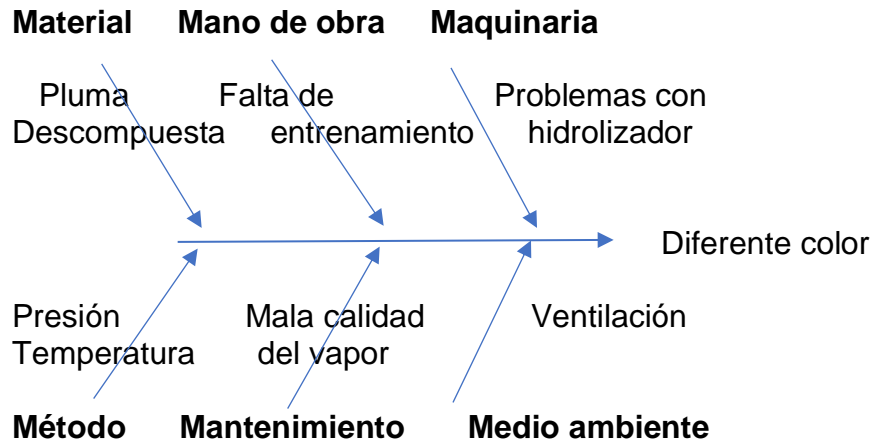 Material Mano de obra Maquinaria
Pluma Falta de Problemas con
Descompuesta entrenamiento hidrolizador
Diferente color
Presión Mala calidad Ventilación
Temperatura del vapor
Método Mantenimiento Medio ambiente